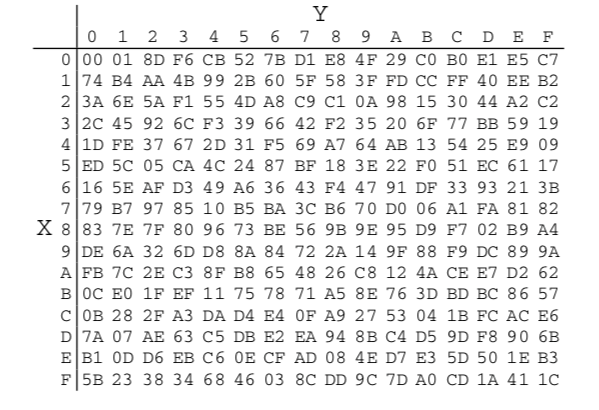 Y
0 1 2 3 4 5 6 7 8 9 A B C D E F
0 00 01 8D F6 CB 52 7B D1 E8 4F 29 C0 B0 E1 E5 C7
1 74 B4 AA 4B 99 2B 60 5F 58 3F FD CC FF 40 EE B2
2 3A 6E 5A F1 55 4D A8 C9 C1 0A 98 15 30 44 A2 C2
3 2C 45 92 6C F3 39 66 42 F2 35 20 6F 77 BB 59 19
4 1D FE 37 67 2D 31 F5 69 A7 64 AB 13 54 25 E9 09
5 ED 5C 05 CA 4C 24 87 BF 18 3E 22 F0 51 EC 61 17
6 16 5E AF D3 49 A6 36 43 F4 47 91 DF 33 93 21 3B
7 79 B7 97 85 10 B5 BA 3C B6 70 D0 06 A1 FA 81 82
X 8 83 7E 7F 80 96 73 BE 56 9B 9E 95 D9 F7 02 B9 A4
9 DE 6A 32 6D D8 8A 84 72 2A 14 9F 88 F9 DC 89 9A
A FB 7C 2E C3 8F B8 65 48 26 C8 12 4A CE E7 D2 62
B 0C E0 1F EF 11 75 78 71 A5 8E 76 3D BD BC 86 57
C 0B 28 2F A3 DA D4 E4 0F A9 27 53 04 1B FC AC E6
D 7A 07 AE 63 C5 DB E2 EA 94 8B C4 D5 9D F8 90 6B
E B1 0D D6 EB C6 0E CF AD 08 4E D7 E3 5D 50 1E B3
F 5B 23 38 34 68 46 03 8C DD 9C 7D A0 CD 1A 41 1C